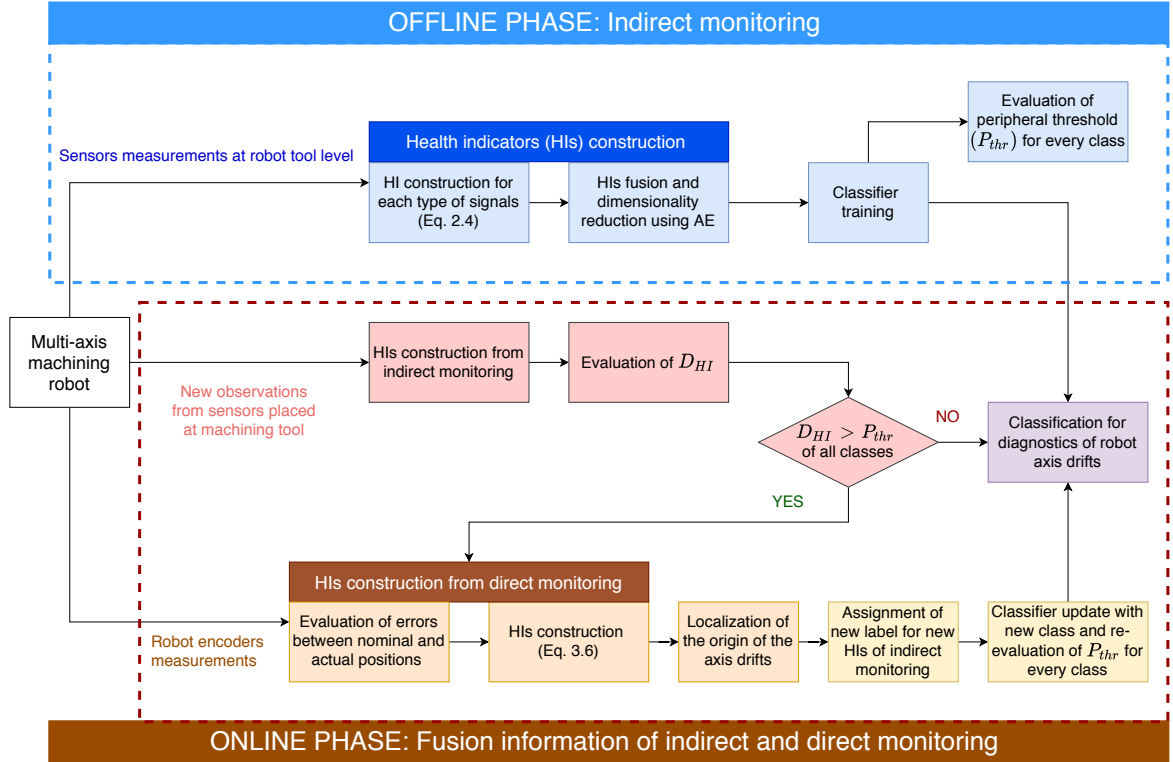 OFFLINE PHASE: Indirect monitoring
Evaluation of
peripheral threshold
(P_thr) for every class
Sensors measurements at robot tool level
Health indicators (HIs) construction
HI construction for
each type of signals
(Eq. 2.4)
HIs fusion and
dimensionality
reduction using AE
Classifier
training
Multi-axis
machining
robot
HIs construction from
indirect monitoring
Evaluation of D_HI
New observations
from sensors placed
at machining tool
D_HI > P_thr
of all classes
NO
Classification for
diagnostics of robot
axis drifts
YES
HIs construction from direct monitoring
Robot encoders
measurements
Evaluation of errors
between nominal and
actual positions
HIs construction
(Eq. 3.6)
Localization of
the origin of the
axis drifts
Assignment of
new label for new
HIs of indirect
monitoring
Classifier update with
new class and re-
evaluation of P_thr for
every class
ONLINE PHASE: Fusion information of indirect and direct monitoring